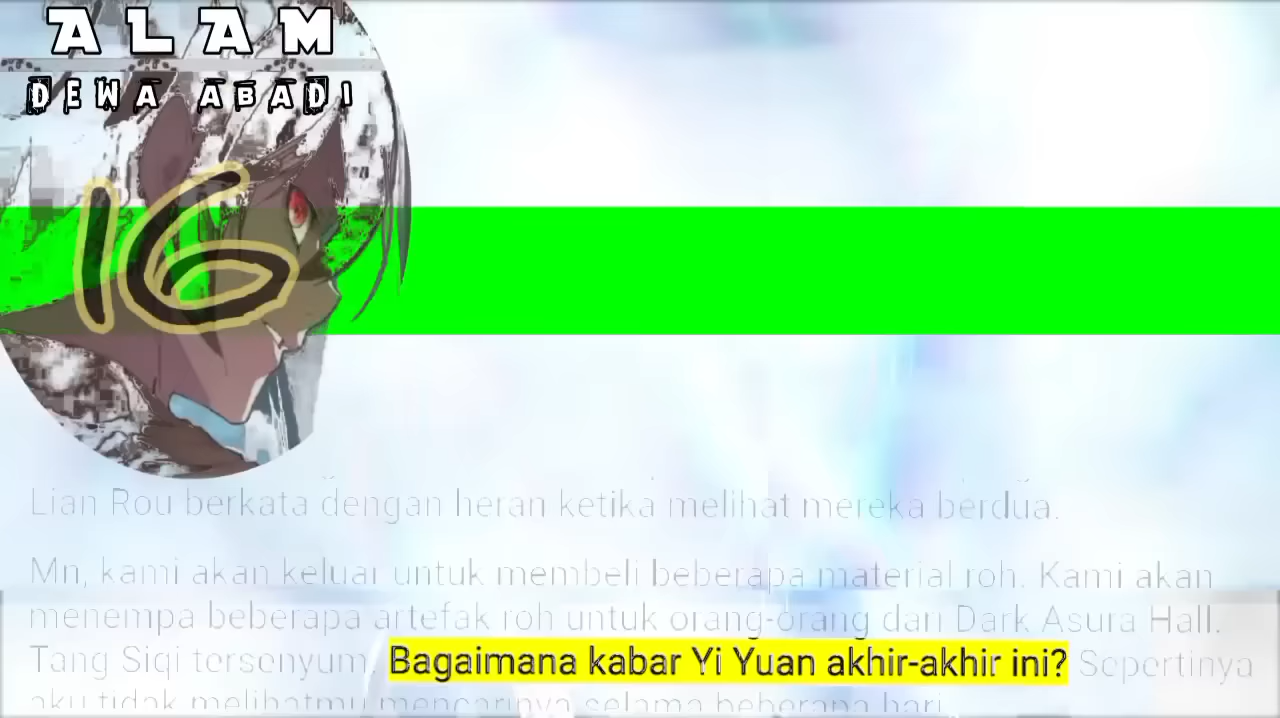 ALAM
DEWA ABADI
16
Lian Rou berkata dengan heran ketika melihat mereka berdua.
Mn, kami akan keluar untuk membeli beberapa material roh. Kami akan
menempa beberapa artefak roh untuk orang-orang dari Dark Asura Hall.
Tang Siqi tersenyum. Bagaimana kabar Yi Yuan akhir-akhir ini? Sepertinya
aku tidak melihatmu mencarinya selama beberapa hari